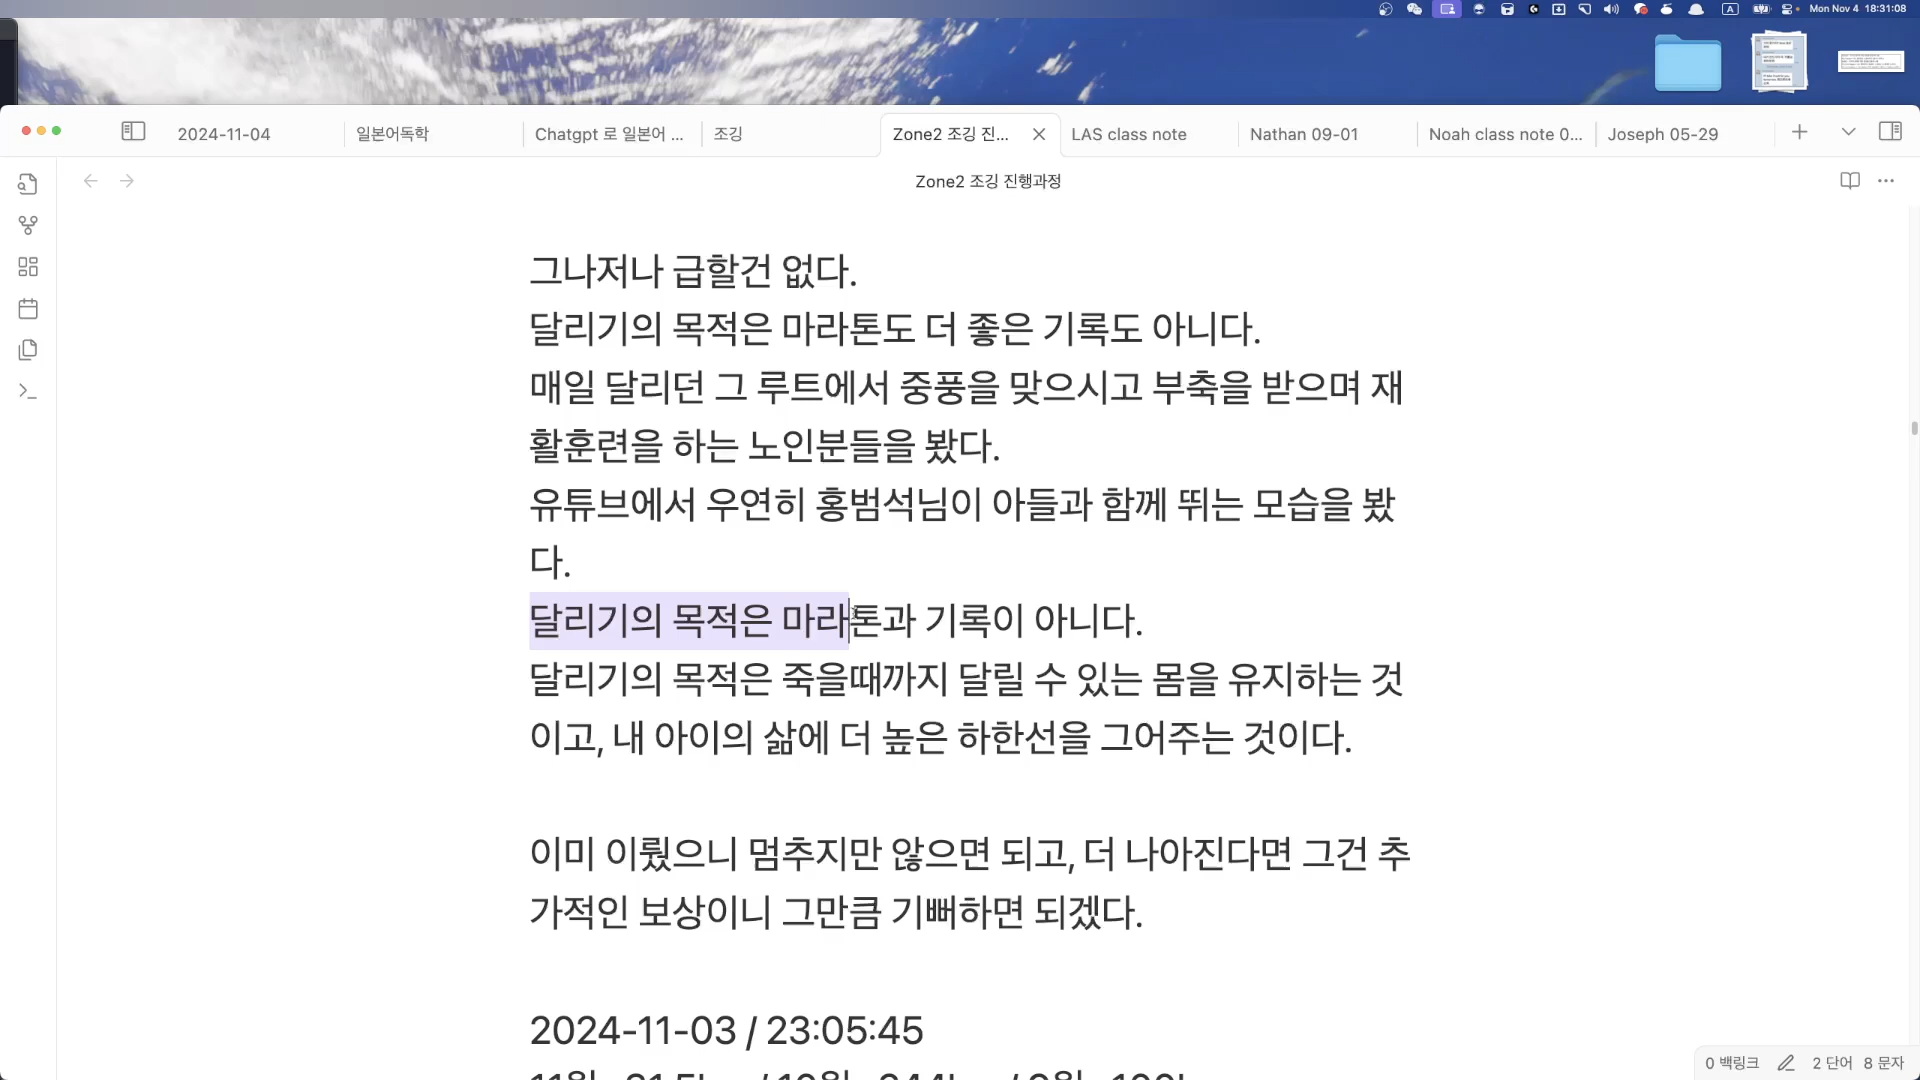 Mon Nov 4 18:31:08
2024-11-04
일본어독학
Chatgpt 로 일본어 ...
조깅
Zone2 조깅 진...
LAS class note
Nathan 09-01
Noah class note 0...
Joseph 05-29
Zone2 조깅 진행과정
그나저나 급할건 없다.
달리기의 목적은 마라톤도 더 좋은 기록도 아니다.
매일 달리던 그 루트에서 중풍을 맞으시고 부축을 받으며 재
활훈련을 하는 노인분들을 봤다.
유튜브에서 우연히 홍범석님이 아들과 함께 뛰는 모습을 봤
다.
달리기의 목적은 마라톤과 기록이 아니다.
달리기의 목적은 죽을때까지 달릴 수 있는 몸을 유지하는 것
이고, 내 아이의 삶에 더 높은 하한선을 그어주는 것이다.
이미 이뤘으니 멈추지만 않으면 되고, 더 나아진다면 그건 추
가적인 보상이니 그만큼 기뻐하면 되겠다.
2024-11-03 / 23:05:45
0 백링크 2 단어 8 문자